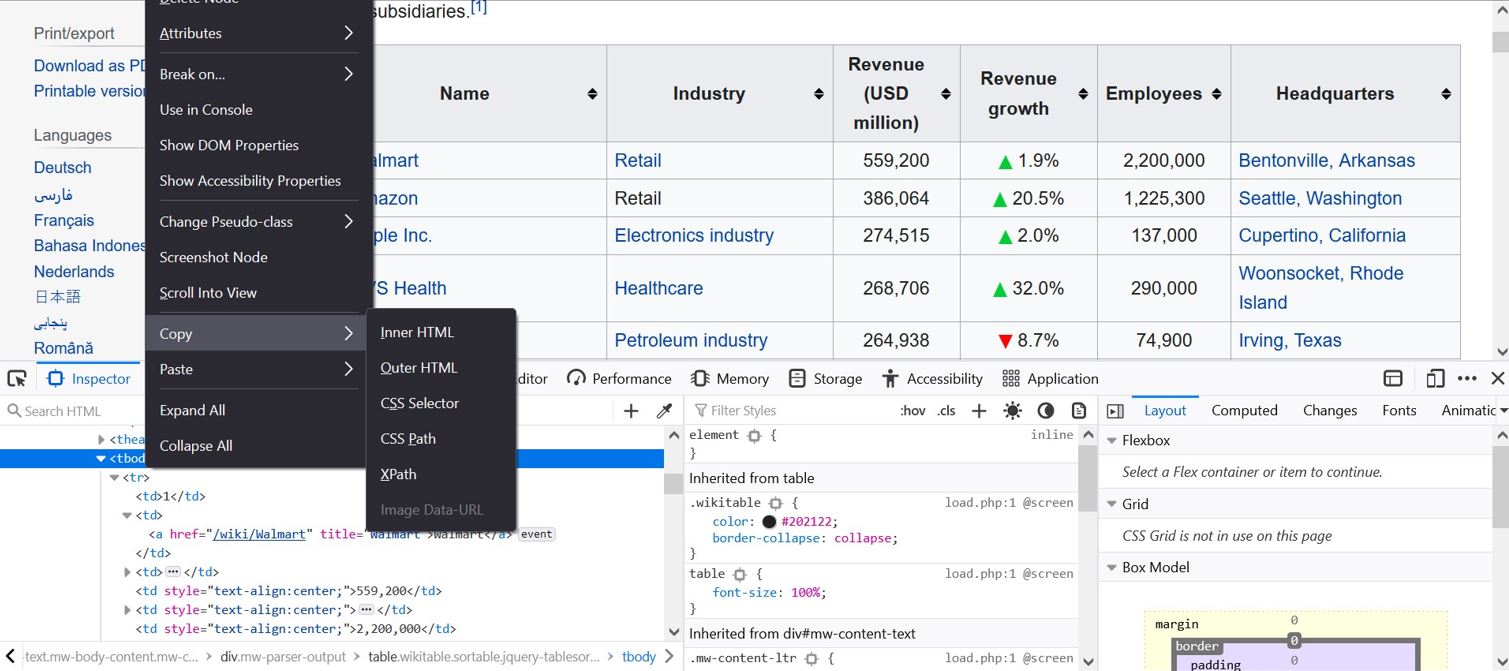 subsidiaries.[1]
Print/export
Download as PD
Printable version
Languages
Deutsch
فارسی
Français
Bahasa Indones
Nederlands
日本語
پنجابی
Română
Delete Node
Attributes
Break on...
Use in Console
Show DOM Properties
Show Accessibility Properties
Change Pseudo-class
Screenshot Node
Scroll Into View
Copy
Paste
Expand All
Collapse All
Inner HTML
Outer HTML
CSS Selector
CSS Path
XPath
Image Data-URL
Name Industry Revenue (USD million) Revenue growth Employees Headquarters
almart Retail 559,200 ▲ 1.9% 2,200,000 Bentonville, Arkansas
nazon Retail 386,064 ▲ 20.5% 1,225,300 Seattle, Washington
ple Inc. Electronics industry 274,515 ▲ 2.0% 137,000 Cupertino, California
/S Health Healthcare 268,706 ▲ 32.0% 290,000 Woonsocket, Rhode Island
Petroleum industry 264,938 ▼ 8.7% 74,900 Irving, Texas
Inspector ditor Performance Memory Storage Accessibility Application
Search HTML
<thea
<tbod
<tr>
<td>1</td>
<td>
<a href="/wiki/Walmart" title="Walmart">Walmart</a> event
</td>
<td>...</td>
<td style="text-align:center;">559,200</td>
<td style="text-align:center;">...</td>
<td style="text-align:center;">2,200,000</td>
text.mw-body-content.mw-c... > div.mw-parser-output > table.wikitable.sortable.jquery-tablesor... > tbody
Filter Styles :hov .cls
element { inline
}
Inherited from table
.wikitable { load.php:1 @screen
color: #202122;
border-collapse: collapse;
}
table { load.php:1 @screen
font-size: 100%;
}
Inherited from div#mw-content-text
.mw-content-ltr { load.php:1 @screen
Layout Computed Changes Fonts Animatic
Flexbox
Select a Flex container or item to continue.
Grid
CSS Grid is not in use on this page
Box Model
margin 0
border 0
padding 0